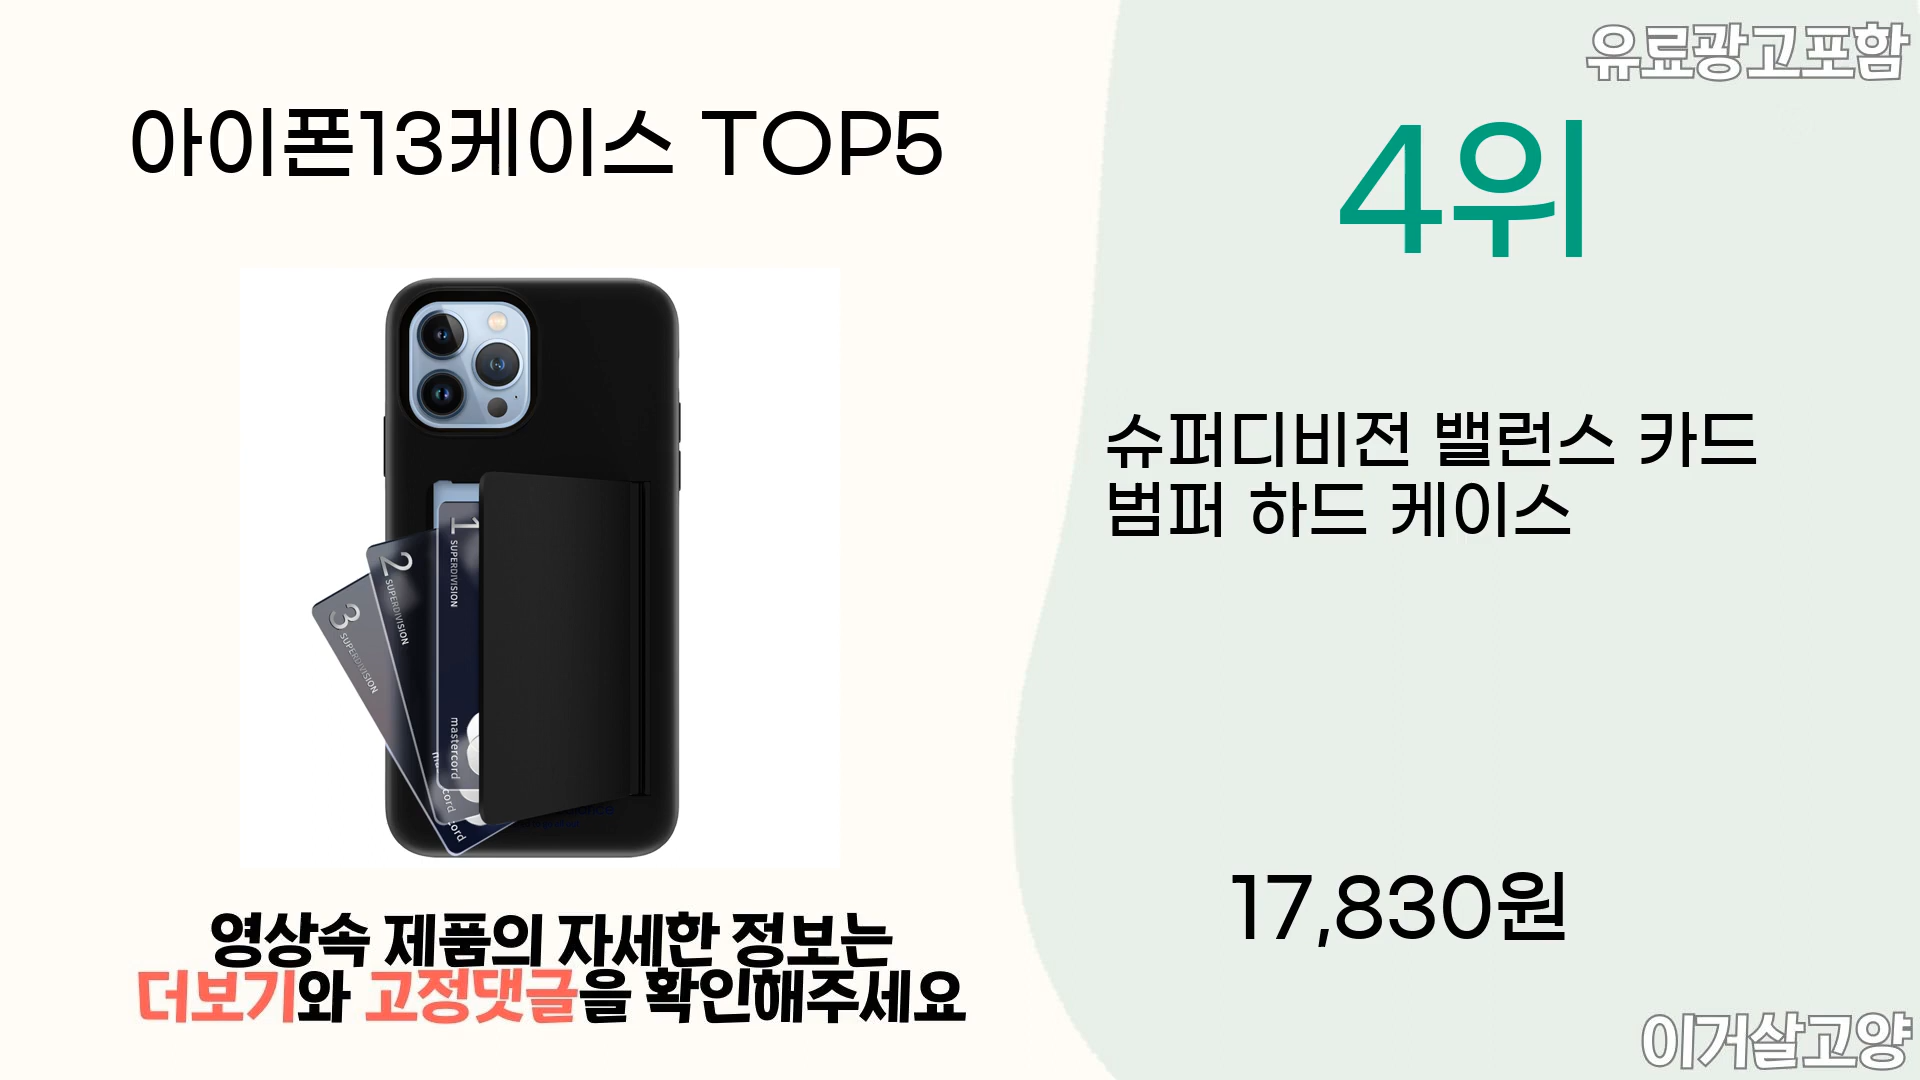 유료광고포함
아이폰13케이스 TOP5
4위
슈퍼디비전 밸런스 카드
범퍼 하드 케이스
1 SUPERDIVISION
2 SUPERDIVISION
3 SUPERDIVISION
mastercord
cord
cord
17,830원
영상속 제품의 자세한 정보는
더보기와 고정댓글을 확인해주세요
이거살고양